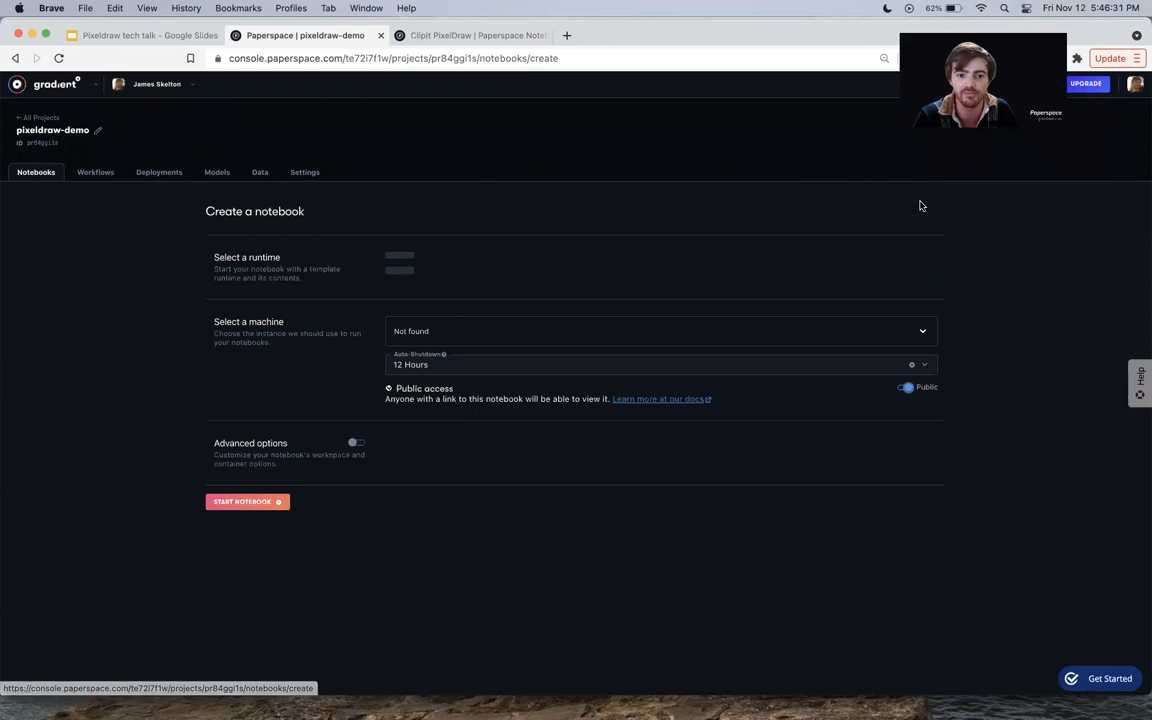 Brave File Edit View History Bookmarks Profiles Tab Window Help 62% Fri Nov 12 5:46:31 PM
Pixeldraw tech talk - Google Slides Paperspace | pixeldraw-demo ClipIt PixelDraw | Paperspace Note
console.paperspace.com/te72i7f1w/projects/pr84ggi1s/notebooks/create Update
gradient James Skelton UPGRADE
Paperspace
← All Projects
pixeldraw-demo
ID pr84ggi1s
Notebooks Workflows Deployments Models Data Settings
Create a notebook
Select a runtime
Start your notebook with a template
runtime and its contents.
Select a machine
Choose the instance we should use to run
your notebooks.
Not found
Auto-Shutdown
12 Hours
Public access Public
Anyone with a link to this notebook will be able to view it. Learn more at our docs
Advanced options
Customize your notebook's workspace and
container options.
START NOTEBOOK
Help
Get Started
https://console.paperspace.com/te72i7f1w/projects/pr84ggi1s/notebooks/create